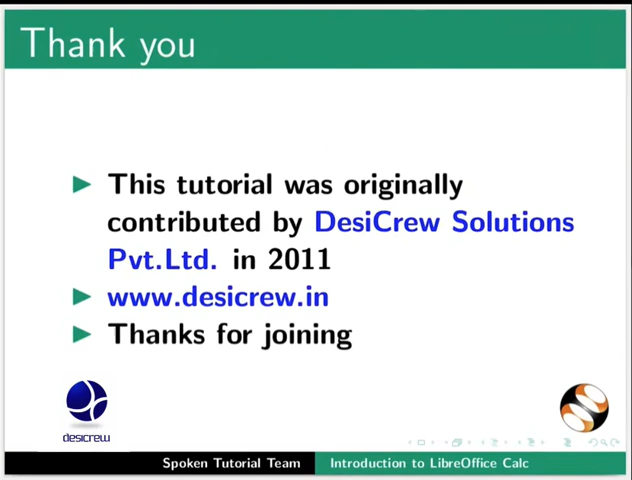 Thank you
This tutorial was originally
contributed by DesiCrew Solutions
Pvt.Ltd. in 2011
www.desicrew.in
Thanks for joining
desicrew
Spoken Tutorial Team
Introduction to LibreOffice Calc